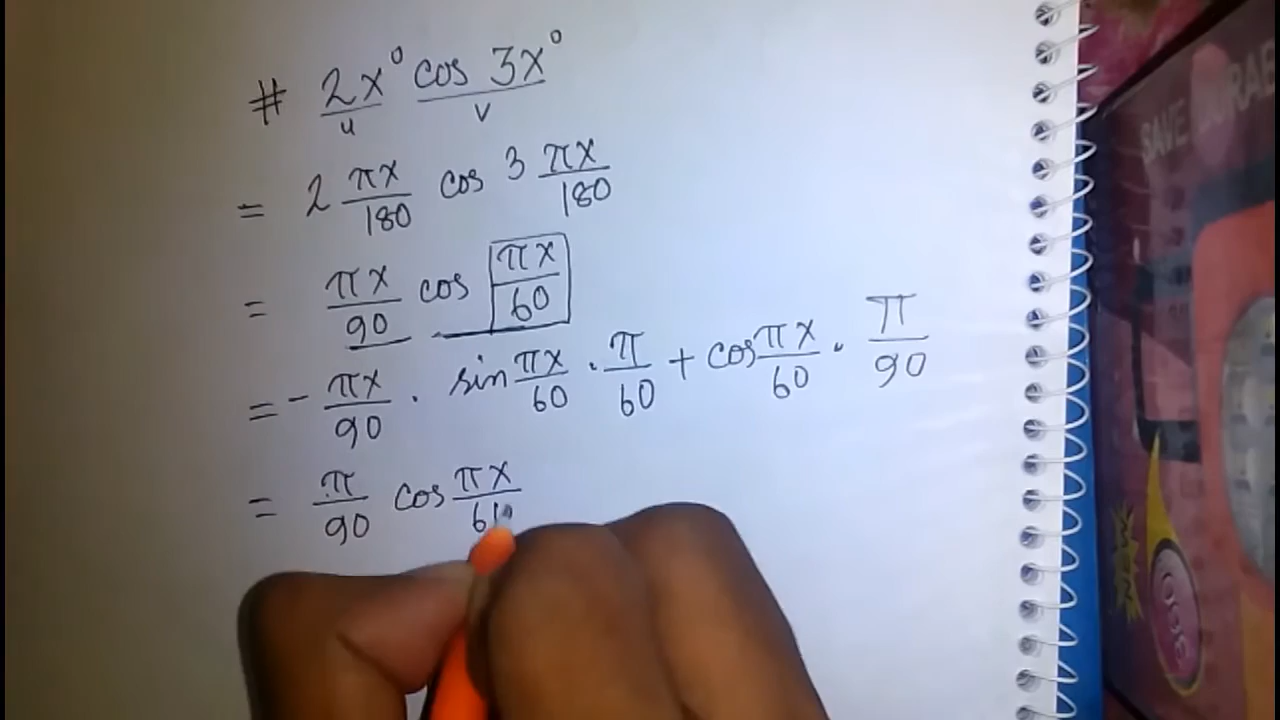 # 2x° cos 3x°
u v
= 2 πx/180 cos 3 πx/180
= πx/90 cos πx/60
= - πx/90 . sin πx/60 . π/60 + cos πx/60 . π/90
= π/90 cos πx/60
SAVE